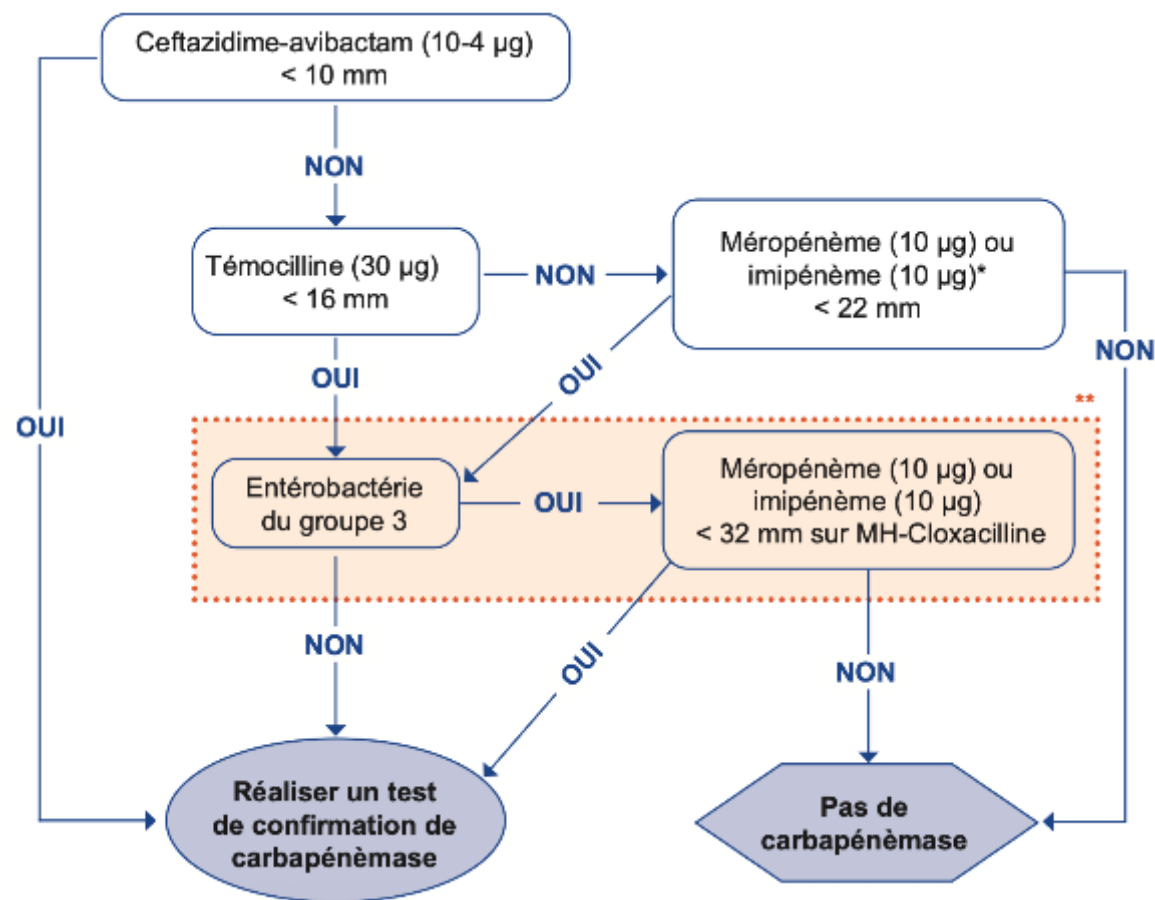 Ceftazidime-avibactam (10-4 µg)
< 10 mm
NON
Témocilline (30 µg)
< 16 mm
NON
Méropénème (10 µg) ou
imipénème (10 µg)*
< 22 mm
OUI
OUI
NON
OUI
**
Entérobactérie
du groupe 3
OUI
Méropénème (10 µg) ou
imipénème (10 µg)
< 32 mm sur MH-Cloxacilline
NON
OUI
NON
Réaliser un test
de confirmation de
carbapénèmase
Pas de
carbapénèmase